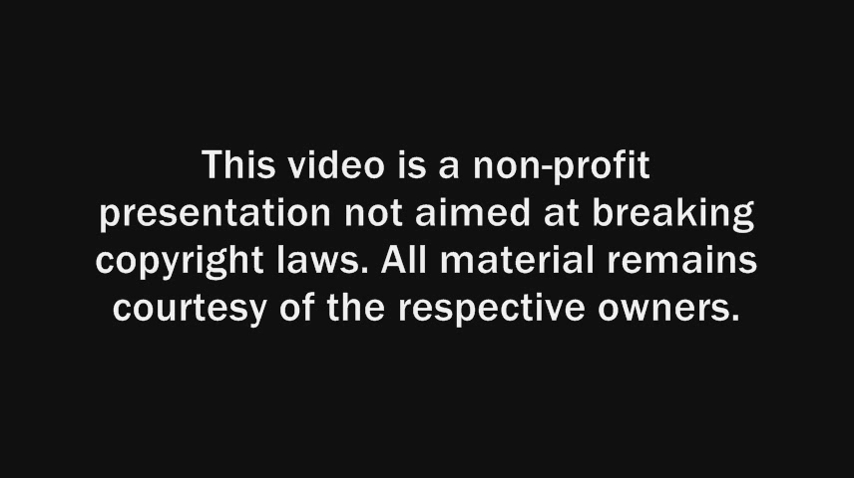 This video is a non-profit
presentation not aimed at breaking
copyright laws. All material remains
courtesy of the respective owners.